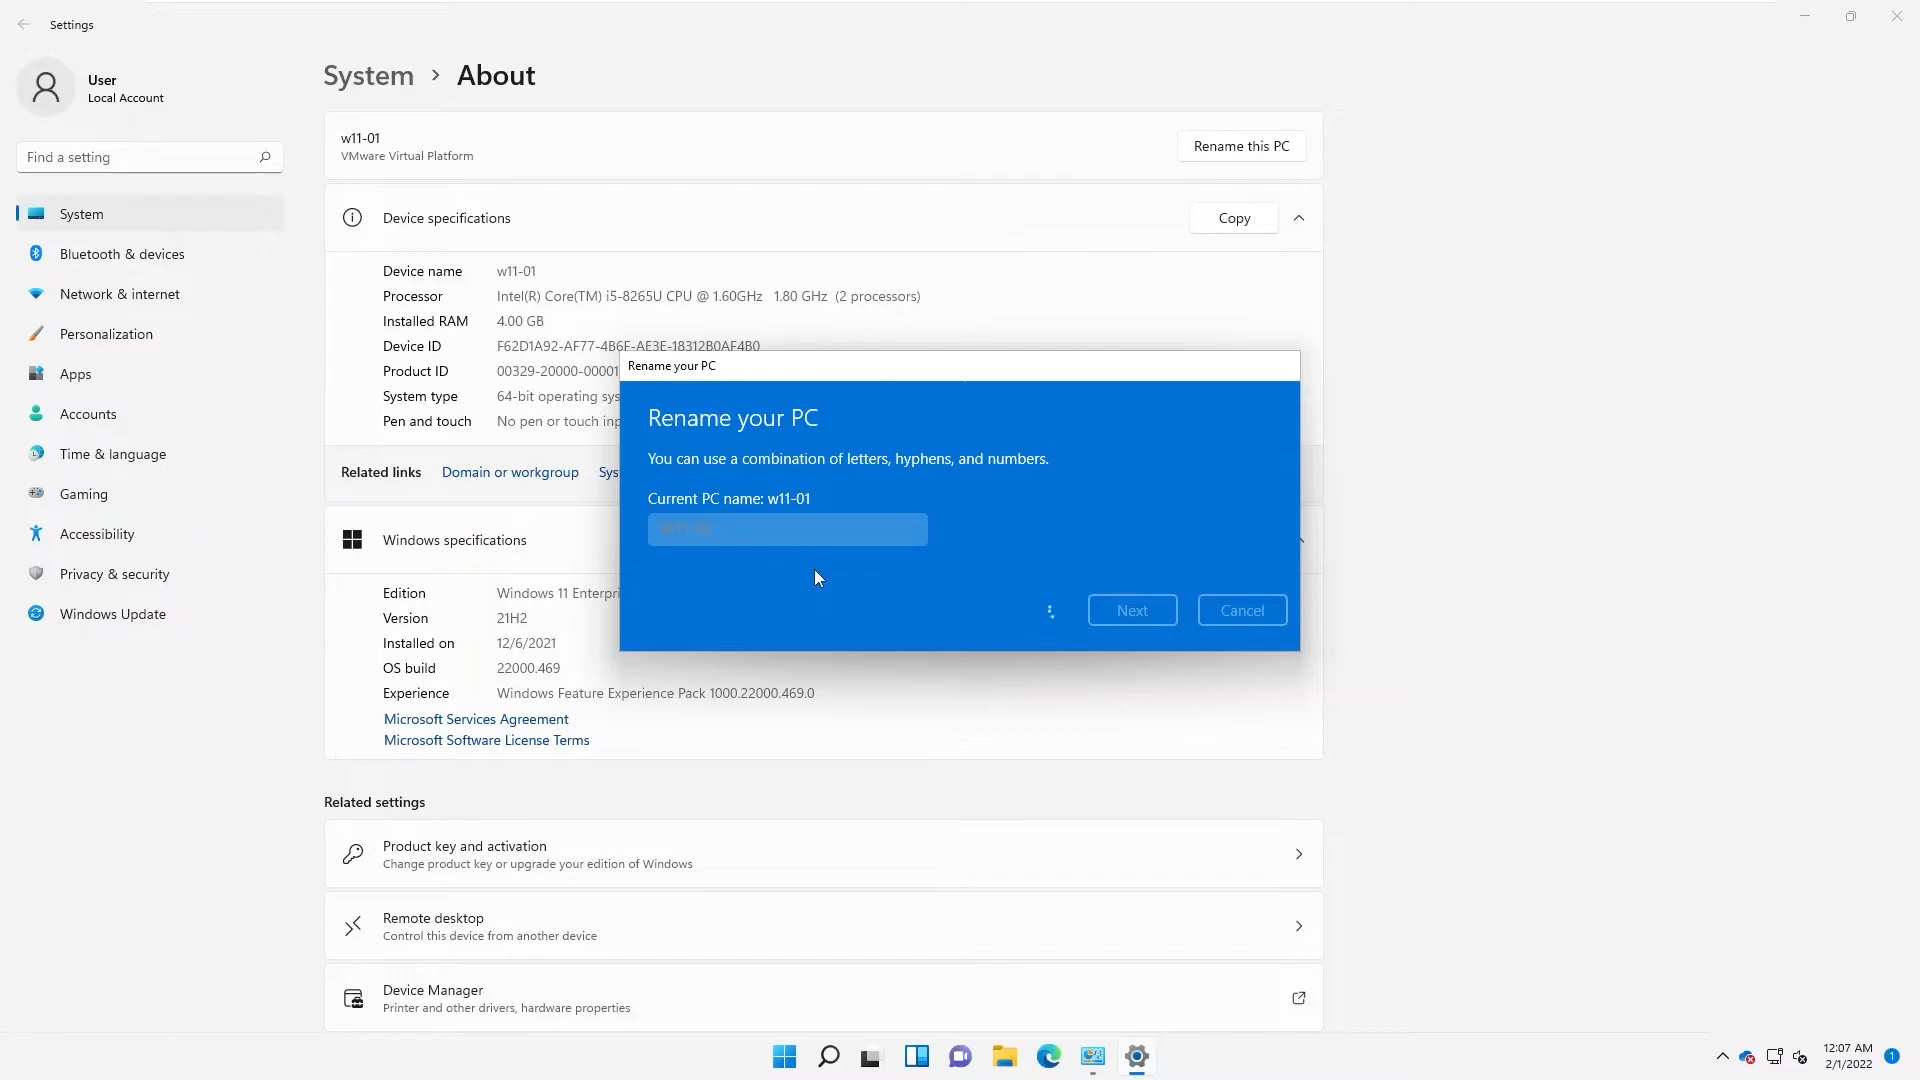 Settings
User
Local Account
Find a setting
System
Bluetooth & devices
Network & internet
Personalization
Apps
Accounts
Time & language
Gaming
Accessibility
Privacy & security
Windows Update
System > About
w11-01
VMware Virtual Platform
Rename this PC
Device specifications
Copy
Device name w11-01
Processor Intel(R) Core(TM) i5-8265U CPU @ 1.60GHz 1.80 GHz (2 processors)
Installed RAM 4.00 GB
Device ID F62D1A92-AF77-4B6F-AE3E-18312B0AF4B0
Product ID 00329-20000-00001
System type 64-bit operating sys
Pen and touch No pen or touch inp
Related links Domain or workgroup Sys
Rename your PC
Rename your PC
You can use a combination of letters, hyphens, and numbers.
Current PC name: w11-01
Next
Cancel
Windows specifications
Edition Windows 11 Enterpri
Version 21H2
Installed on 12/6/2021
OS build 22000.469
Experience Windows Feature Experience Pack 1000.22000.469.0
Microsoft Services Agreement
Microsoft Software License Terms
Related settings
Product key and activation
Change product key or upgrade your edition of Windows
Remote desktop
Control this device from another device
Device Manager
Printer and other drivers, hardware properties
12:07 AM
2/1/2022
1